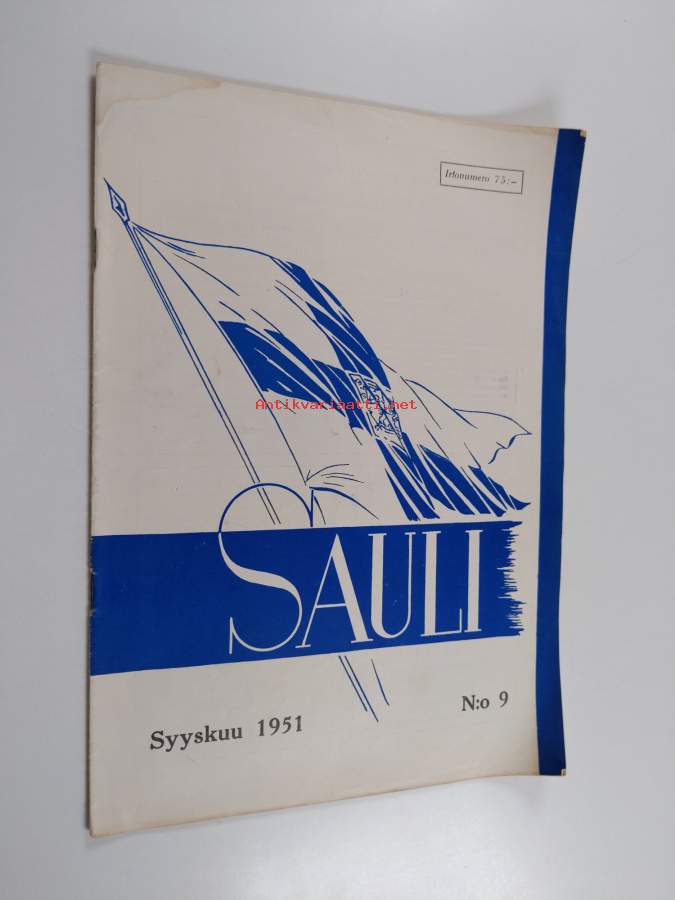 Irtonumero 75:—
Antikvariaatti.net
SAULI
Syyskuu 1951
N:o 9